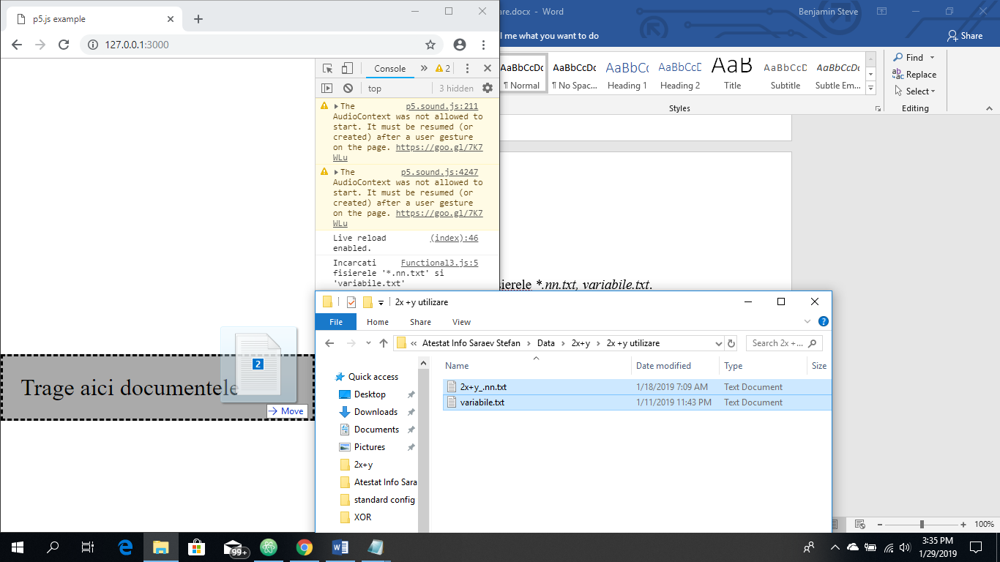 p5.js example
127.0.0.1:3000
Console
2
top
3 hidden
The p5.sound.js:211
AudioContext was not allowed to
start. It must be resumed (or
created) after a user gesture
on the page. https://goo.gl/7K7
WLu
The p5.sound.js:4247
AudioContext was not allowed to
start. It must be resumed (or
created) after a user gesture
on the page. https://goo.gl/7K7
WLu
Live reload (index):46
enabled.
Incarcati Functional3.js:5
fisierele '*.nn.txt' si
'variabile.txt'
Trage aici documentele
2
Move
are.docx - Word
Benjamin Steve
l me what you want to do
Share
AaBbCcDc AaBbCcDc AaBbCc AaBbCcD AaB AaBbCcD AaBbCcDc
¶ Normal ¶ No Spac... Heading 1 Heading 2 Title Subtitle Subtle Em...
Styles
Find
Replace
Select
Editing
sierele *.nn.txt, variabile.txt.
2x +y utilizare
File Home Share View
Atestat Info Saraev Stefan Data 2x+y 2x +y utilizare
Search 2x +...
Name Date modified Type Size
2x+y_.nn.txt 1/18/2019 7:09 AM Text Document
variabile.txt 1/11/2019 11:43 PM Text Document
Quick access
Desktop
Downloads
Documents
Pictures
2x+y
Atestat Info Sara
standard config
XOR
100%
99+
3:35 PM
1/29/2019